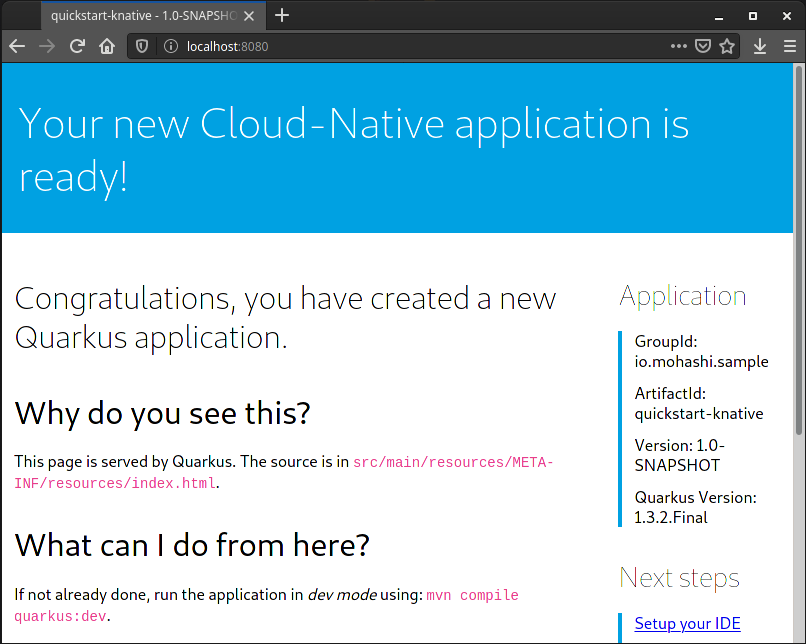 quickstart-knative - 1.0-SNAPSHO
localhost:8080
Your new Cloud-Native application is
ready!
Congratulations, you have created a new
Quarkus application.
Why do you see this?
This page is served by Quarkus. The source is in src/main/resources/META-
INF/resources/index.html.
What can I do from here?
If not already done, run the application in dev mode using: mvn compile
quarkus:dev.
Application
GroupId:
io.mohashi.sample
ArtifactId:
quickstart-knative
Version: 1.0-
SNAPSHOT
Quarkus Version:
1.3.2.Final
Next steps
Setup your IDE